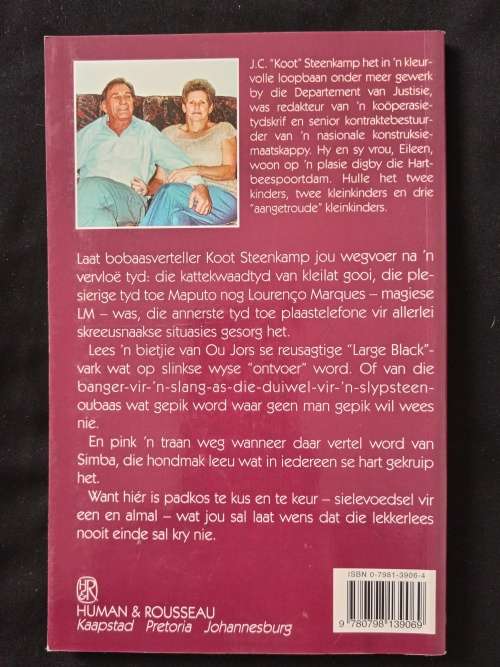 J.C. "Koot" Steenkamp het in 'n kleur-
volle loopbaan onder meer gewerk
by die Departement van Justisie,
was redakteur van 'n koöperasie-
tydskrif en senior kontraktebestuur-
der van 'n nasionale konstruksie-
maatskappy. Hy en sy vrou, Eileen,
woon op 'n plasie digby die Hart-
beespoortdam. Hulle het twee
kinders, twee kleinkinders en drie
"aangetroude" kleinkinders.
Laat bobaasverteller Koot Steenkamp jou wegvoer na 'n
vervloë tyd: die kattekwaadtyd van kleilat gooi, die ple-
sierige tyd toe Maputo nog Lourenço Marques – magiese
LM – was, die annerste tyd toe plaastelefone vir allerlei
skreeusnaakse situasies gesorg het.
Lees 'n bietjie van Ou Jors se reusagtige "Large Black"-
vark wat op slinkse wyse "ontvoer" word. Of van die
banger-vir-'n-slang-as-die-duiwel-vir-'n-slypsteen-
oubaas wat gepik word waar geen man gepik wil wees
nie.
En pink 'n traan weg wanneer daar vertel word van
Simba, die hondmak leeu wat in iedereen se hart gekruip
het.
Want hiér is padkos te kus en te keur – sielevoedsel vir
een en almal – wat jou sal laat wens dat die lekkerlees
nooit einde sal kry nie.
HR
&R
HUMAN & ROUSSEAU
Kaapstad Pretoria Johannesburg
ISBN 0-7981-3906-4
9 780798 139069